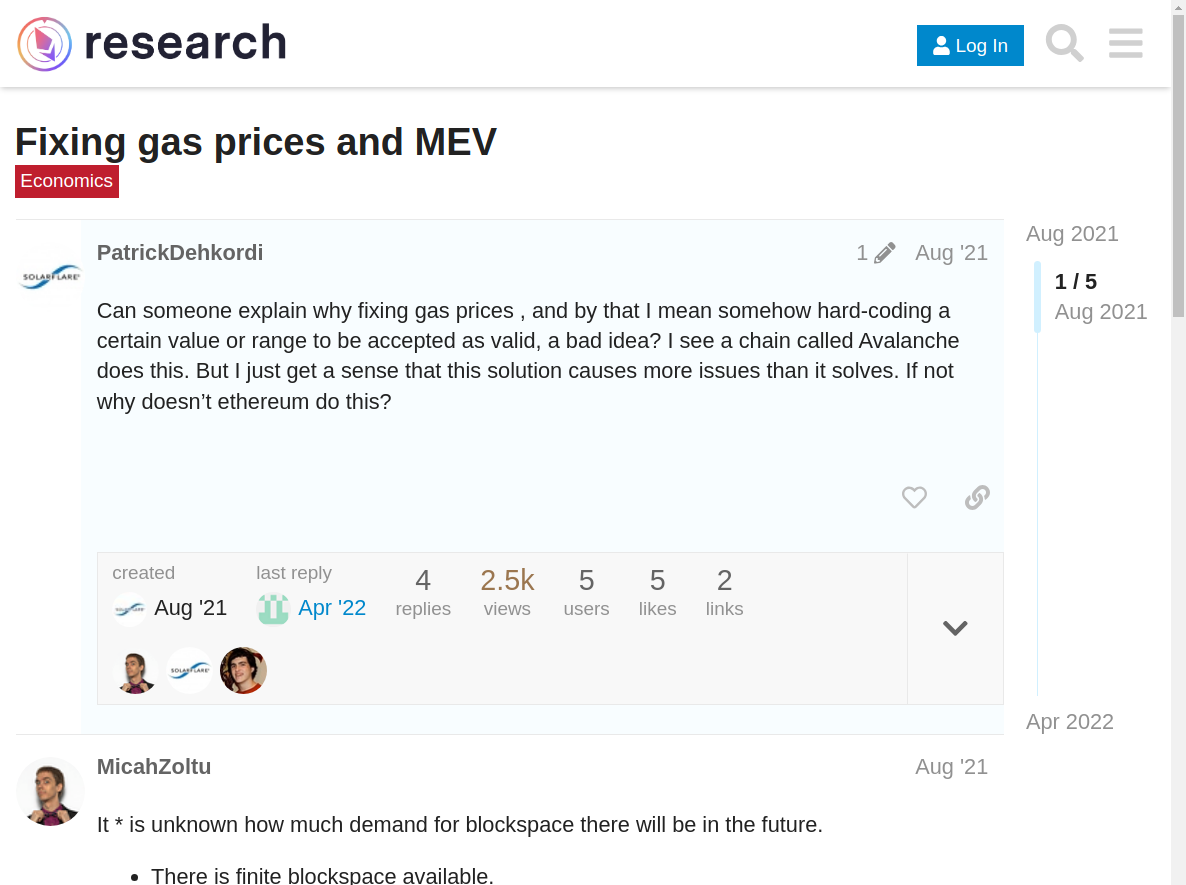 research
Log In
Fixing gas prices and MEV
Economics
SOLARFLARE
PatrickDehkordi
1
Aug '21
Can someone explain why fixing gas prices , and by that I mean somehow hard-coding a
certain value or range to be accepted as valid, a bad idea? I see a chain called Avalanche
does this. But I just get a sense that this solution causes more issues than it solves. If not
why doesn’t ethereum do this?
created
Aug '21
last reply
Apr '22
4
replies
2.5k
views
5
users
5
likes
2
links
SOLARFLARE
Aug 2021
1 / 5
Aug 2021
Apr 2022
MicahZoltu
Aug '21
It * is unknown how much demand for blockspace there will be in the future.
• There is finite blockspace available.